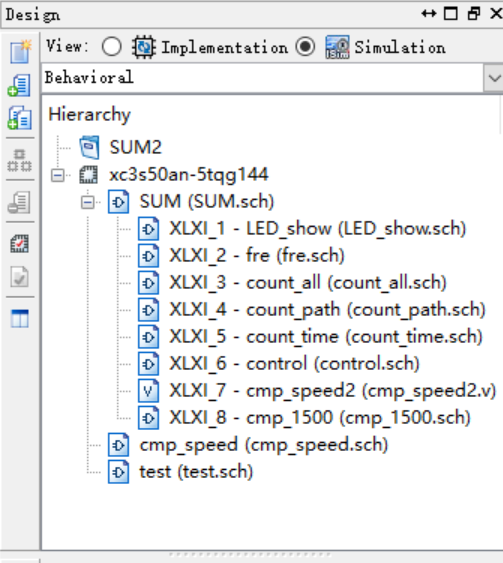 Design
View: Implementation Simulation
Behavioral
Hierarchy
SUM2
xc3s50an-5tqg144
SUM (SUM.sch)
XLXI_1 - LED_show (LED_show.sch)
XLXI_2 - fre (fre.sch)
XLXI_3 - count_all (count_all.sch)
XLXI_4 - count_path (count_path.sch)
XLXI_5 - count_time (count_time.sch)
XLXI_6 - control (control.sch)
XLXI_7 - cmp_speed2 (cmp_speed2.v)
XLXI_8 - cmp_1500 (cmp_1500.sch)
cmp_speed (cmp_speed.sch)
test (test.sch)